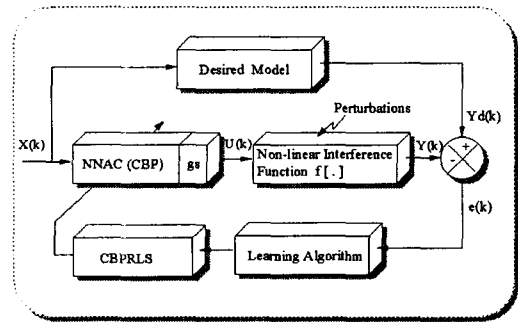 Desired Model
Perturbations
Yd(k)
X(k)
NNAC (CBP)
gs
U(k)
Non-linear Interference
Function f [ . ]
Y(k)
+
-
e(k)
CBPRLS
Learning Algorithm